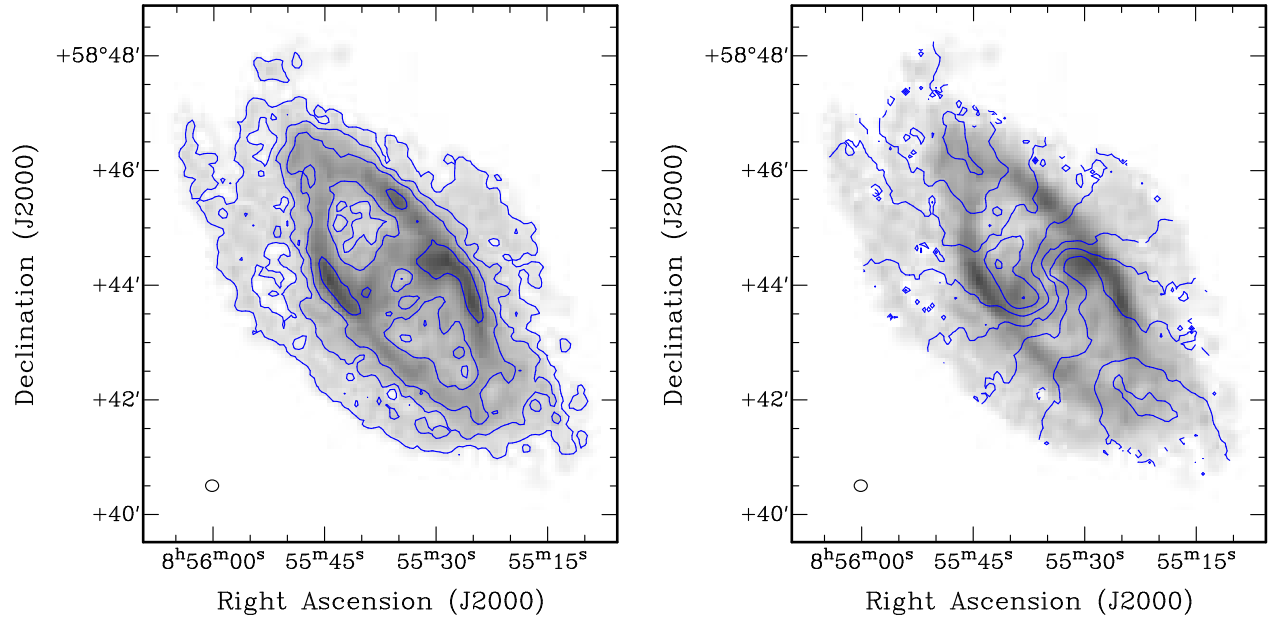 +58°48′
+46′
+44′
+42′
+40′
8ʰ56ᵐ00ˢ
55ᵐ45ˢ
55ᵐ30ˢ
55ᵐ15ˢ
Right Ascension (J2000)
Declination (J2000)
+58°48′
+46′
+44′
+42′
+40′
8ʰ56ᵐ00ˢ
55ᵐ45ˢ
55ᵐ30ˢ
55ᵐ15ˢ
Right Ascension (J2000)
Declination (J2000)